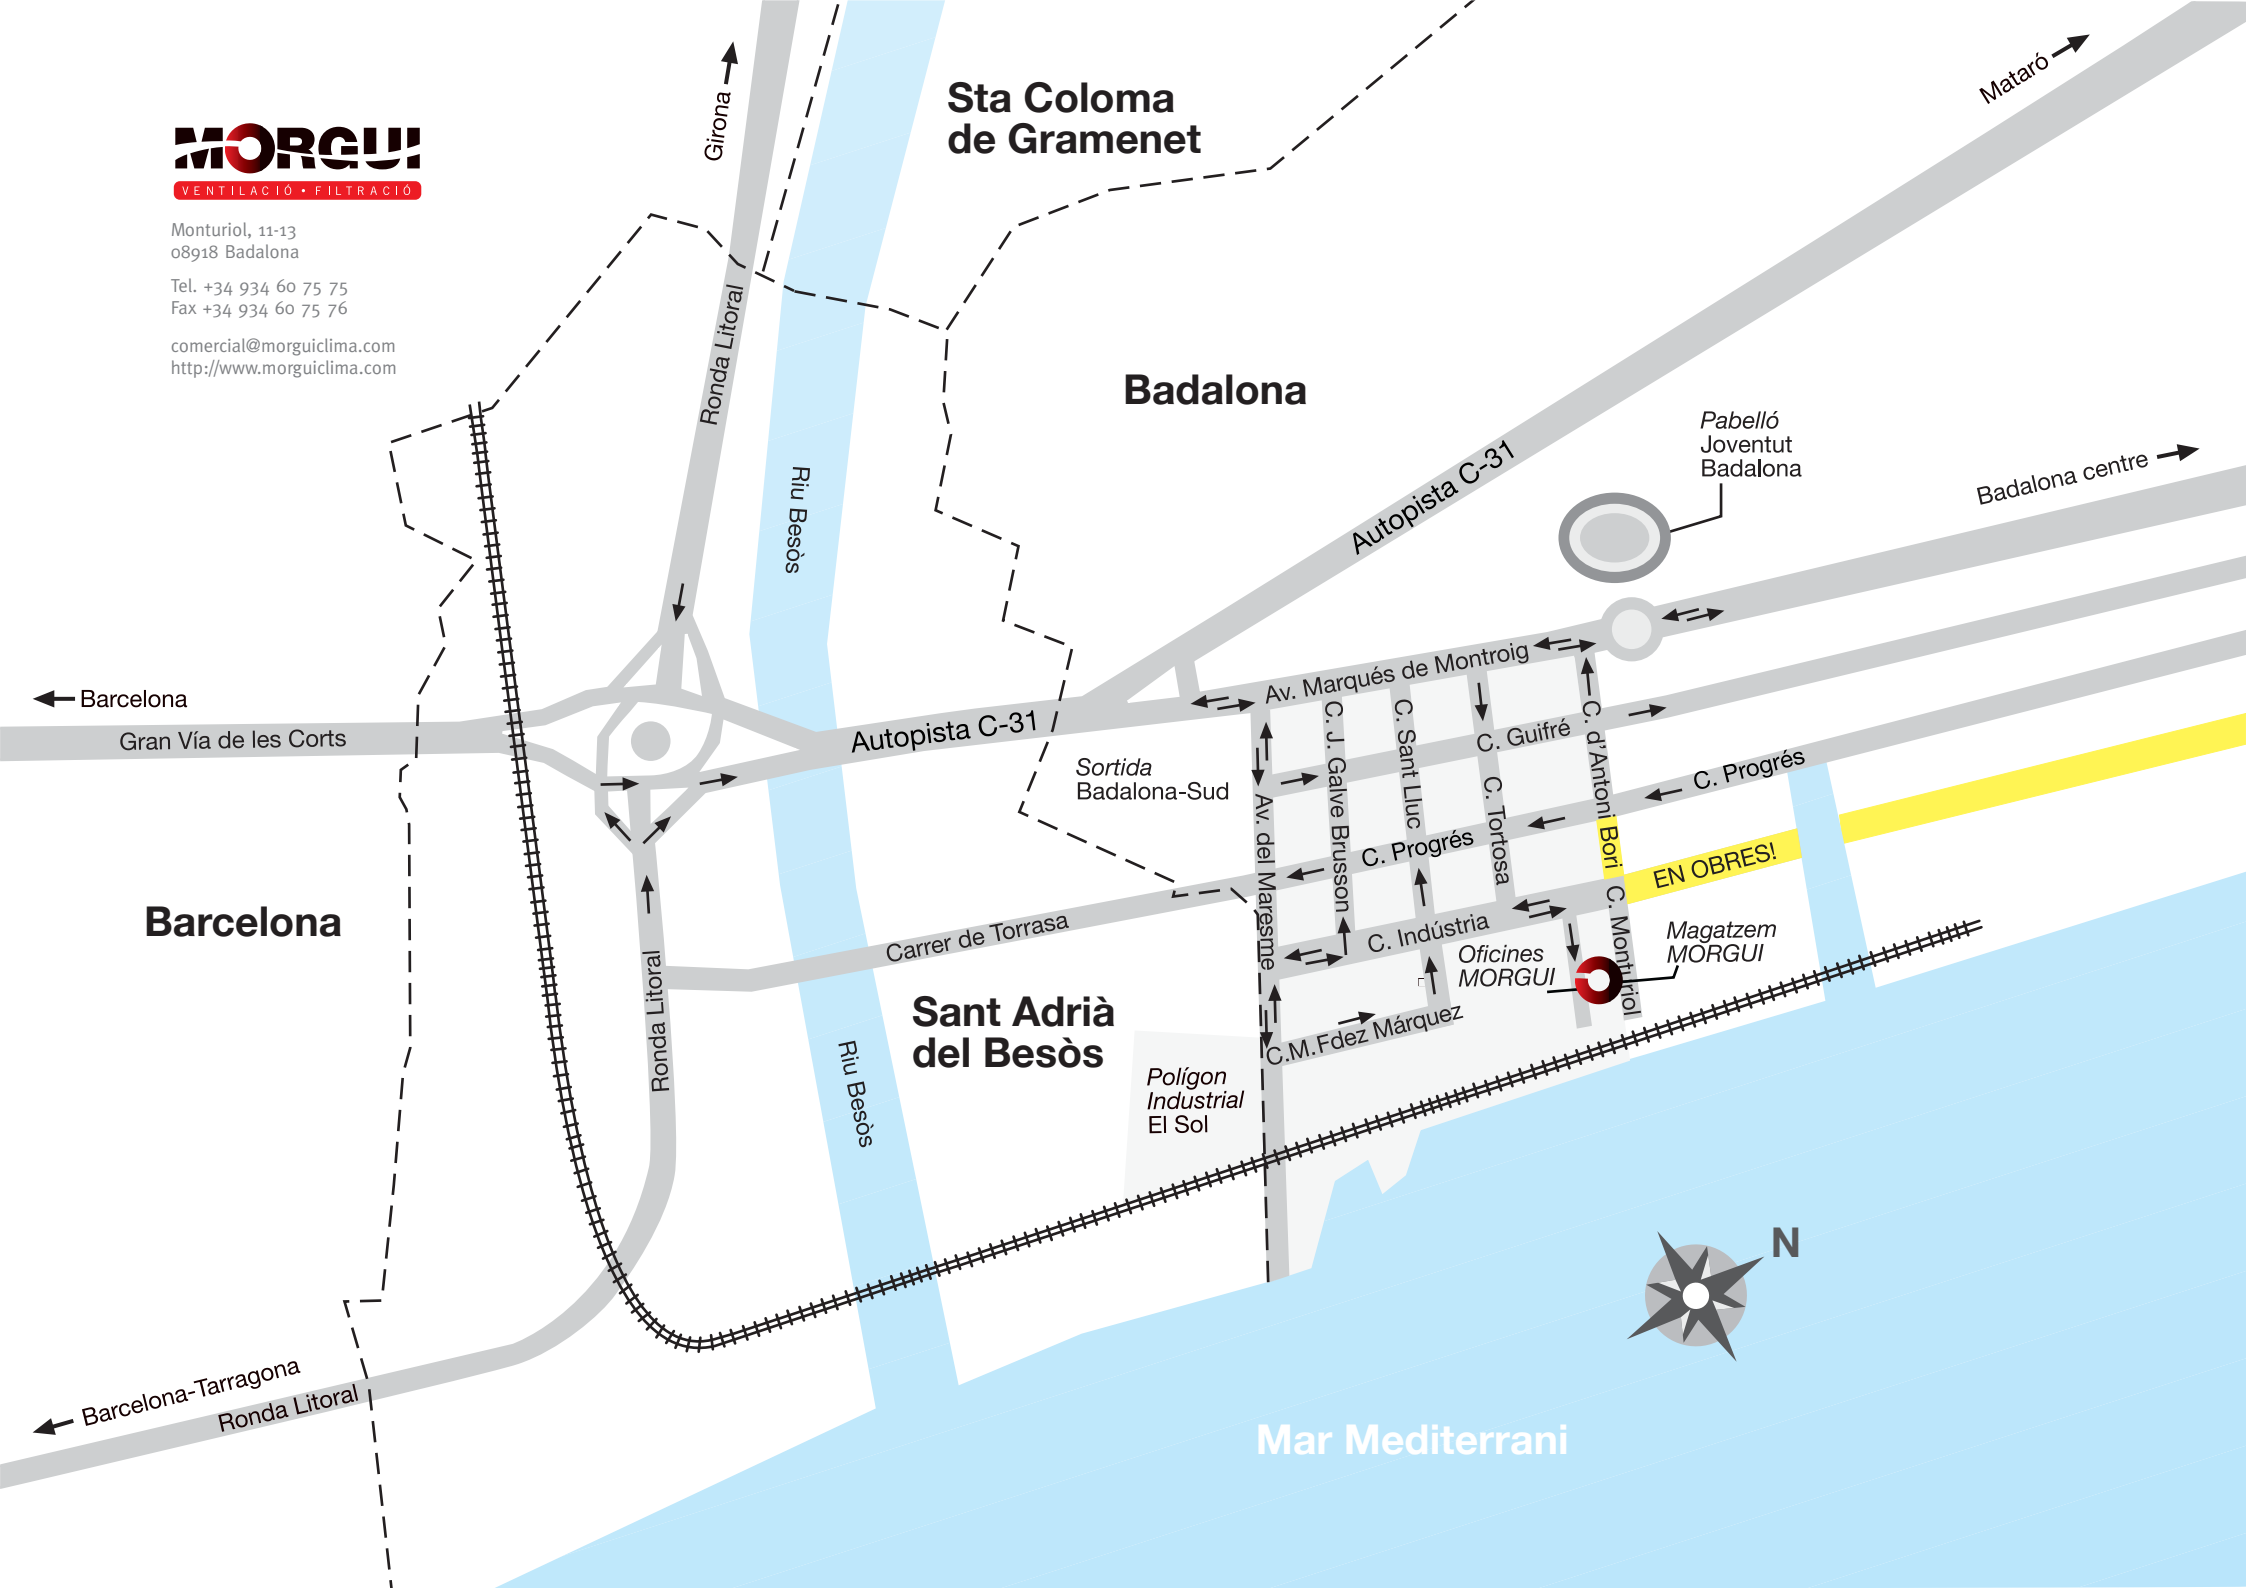 MORGUI
VENTILACIÓ • FILTRACIÓ
Monturiol, 11-13
08918 Badalona
Tel. +34 934 60 75 75
Fax +34 934 60 75 76
comercial@morguiclima.com
http://www.morguiclima.com
Girona
Sta Coloma
de Gramenet
Mataró
Ronda Litoral
Badalona
Autopista C-31
Pabelló
Joventut
Badalona
Badalona centre
Riu Besòs
Barcelona
Gran Vía de les Corts
Autopista C-31
Av. Marqués de Montroig
Sortida
Badalona-Sud
C. J. Galve Brusson
C. Sant Lluc
C. Guifré
C. d'Antoni Bori
C. Progrés
C. Tortosa
Av. del Maresme
C. Progrés
EN OBRES!
Barcelona
Carrer de Torrasa
C. Indústria
C. Monturiol
Oficines
MORGUI
Magatzem
MORGUI
Ronda Litoral
Sant Adrià
del Besòs
C.M. Fdez Márquez
Riu Besòs
Polígon
Industrial
El Sol
N
Barcelona-Tarragona
Ronda Litoral
Mar Mediterrani